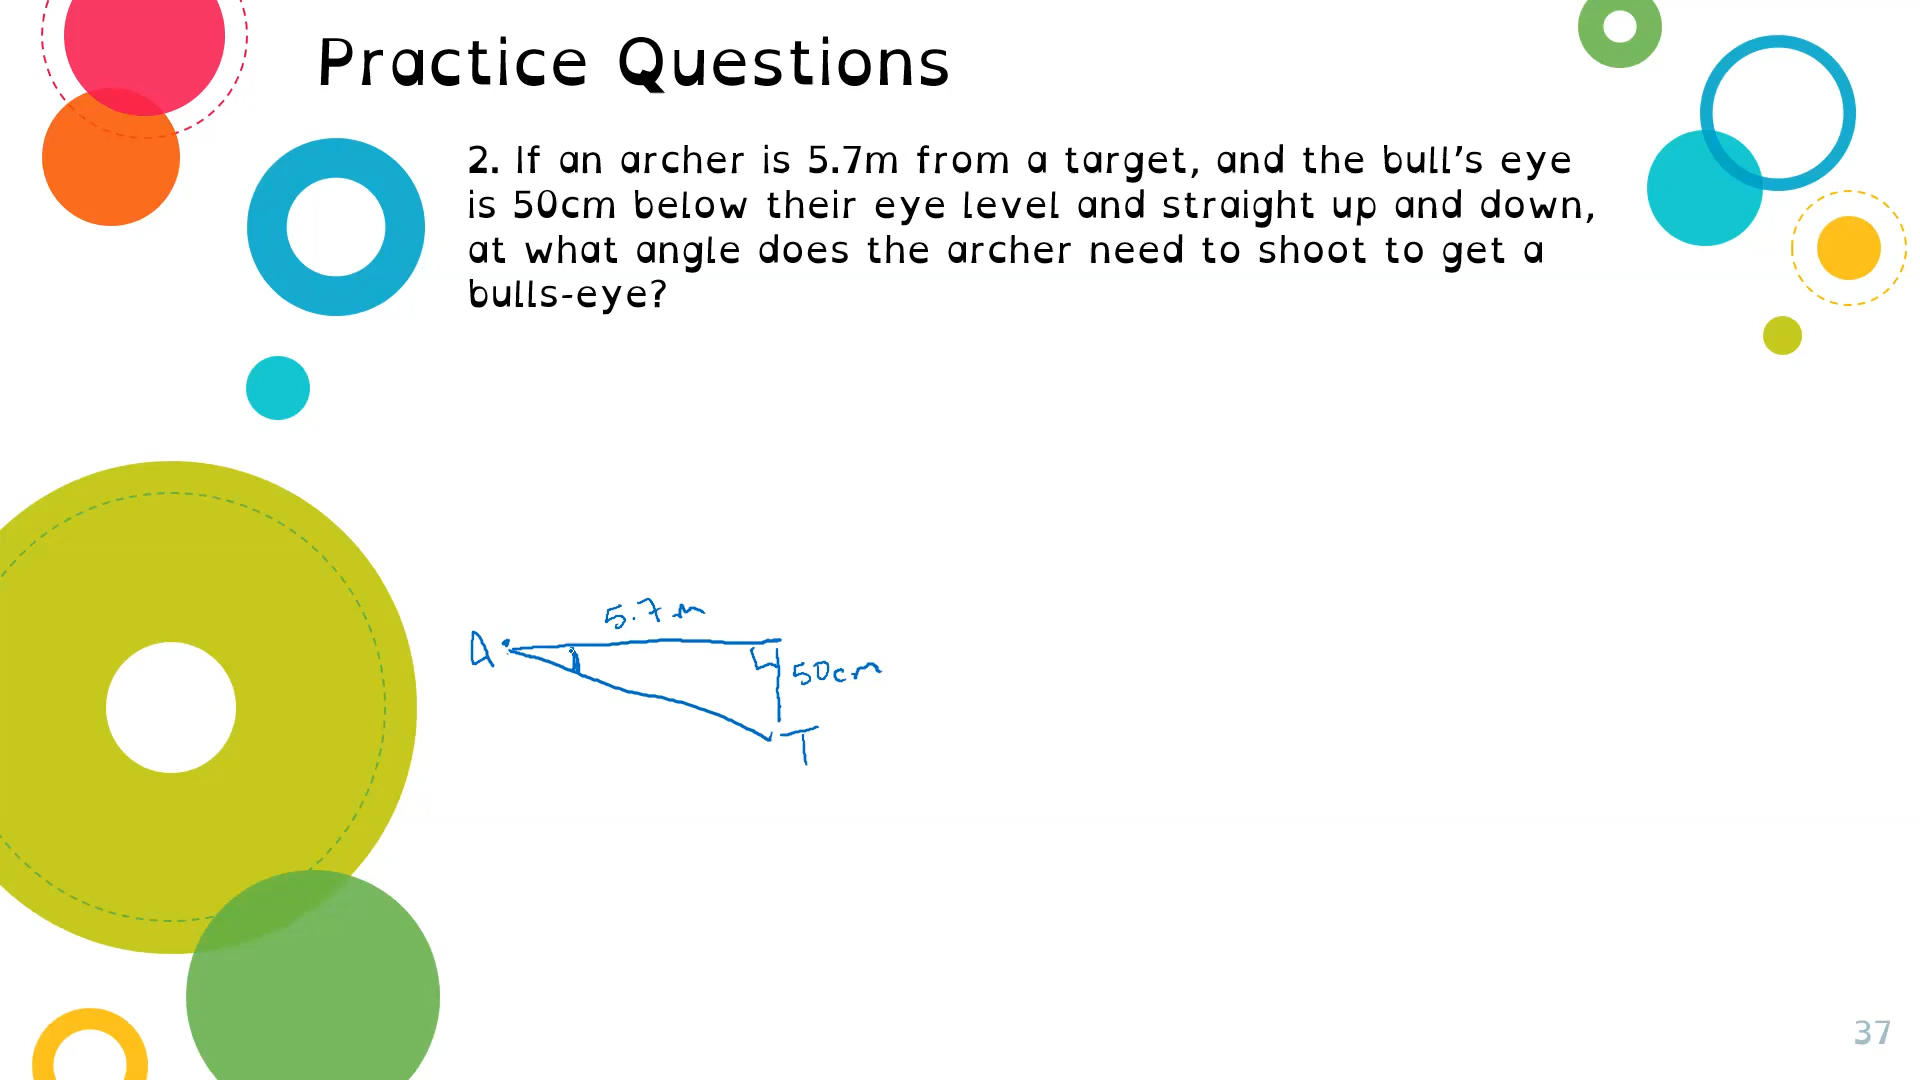 Practice Questions
2. If an archer is 5.7m from a target, and the bull's eye
is 50cm below their eye level and straight up and down,
at what angle does the archer need to shoot to get a
bulls-eye?
5.7 m
A
50cm
T
37